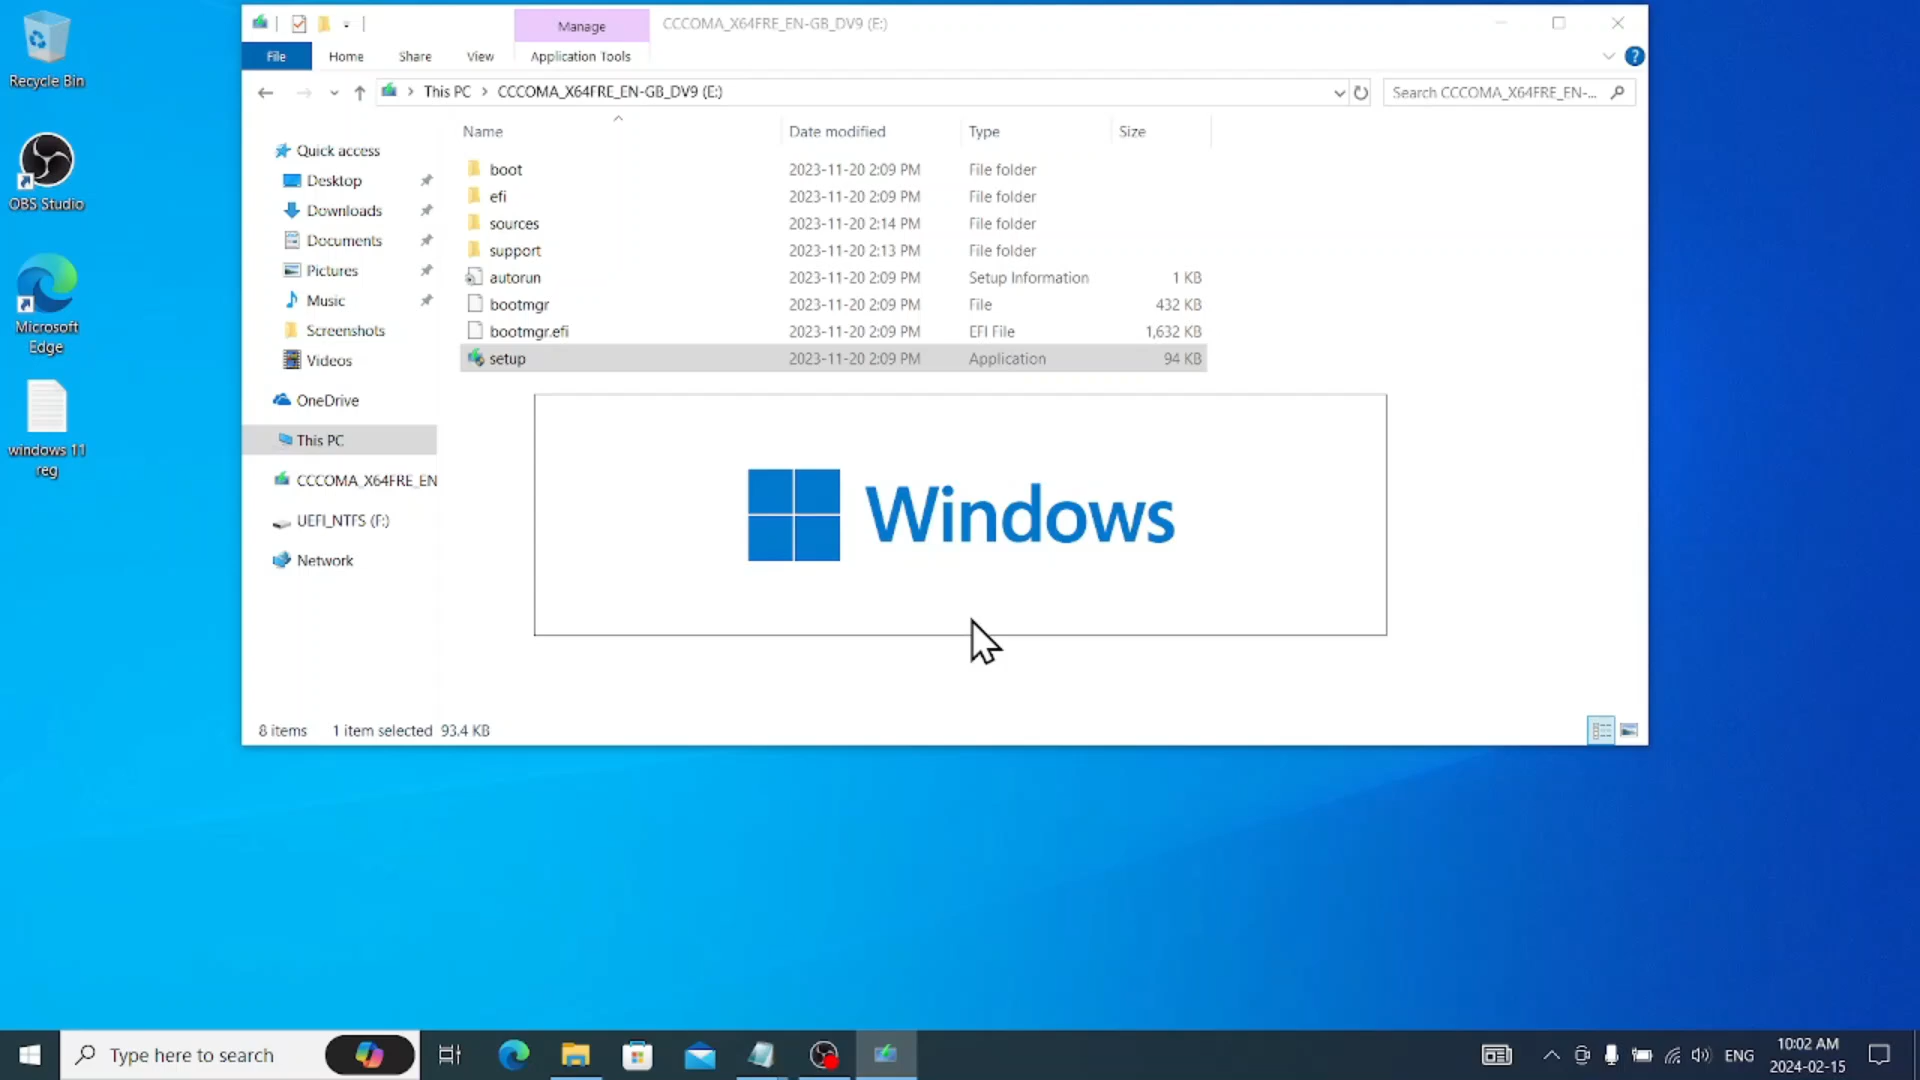 Recycle Bin
OBS Studio
Microsoft
Edge
windows 11
reg
Manage
CCCOMA_X64FRE_EN-GB_DV9 (E:)
File
Home
Share
View
Application Tools
This PC
CCCOMA_X64FRE_EN-GB_DV9 (E:)
Search CCCOMA_X64FRE_EN-...
Name
Date modified
Type
Size
Quick access
Desktop
Downloads
Documents
Pictures
Music
Screenshots
Videos
OneDrive
This PC
CCCOMA_X64FRE_EN
UEFI_NTFS (F:)
Network
boot 2023-11-20 2:09 PM File folder
efi 2023-11-20 2:09 PM File folder
sources 2023-11-20 2:14 PM File folder
support 2023-11-20 2:13 PM File folder
autorun 2023-11-20 2:09 PM Setup Information 1 KB
bootmgr 2023-11-20 2:09 PM File 432 KB
bootmgr.efi 2023-11-20 2:09 PM EFI File 1,632 KB
setup 2023-11-20 2:09 PM Application 94 KB
Windows
8 items 1 item selected 93.4 KB
Type here to search
ENG
10:02 AM
2024-02-15